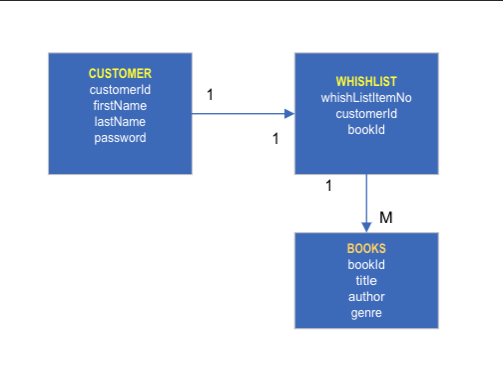 CUSTOMER
customerId
firstName
lastName
password
1
1
WHISHLIST
whishListItemNo
customerId
bookId
1
M
BOOKS
bookId
title
author
genre